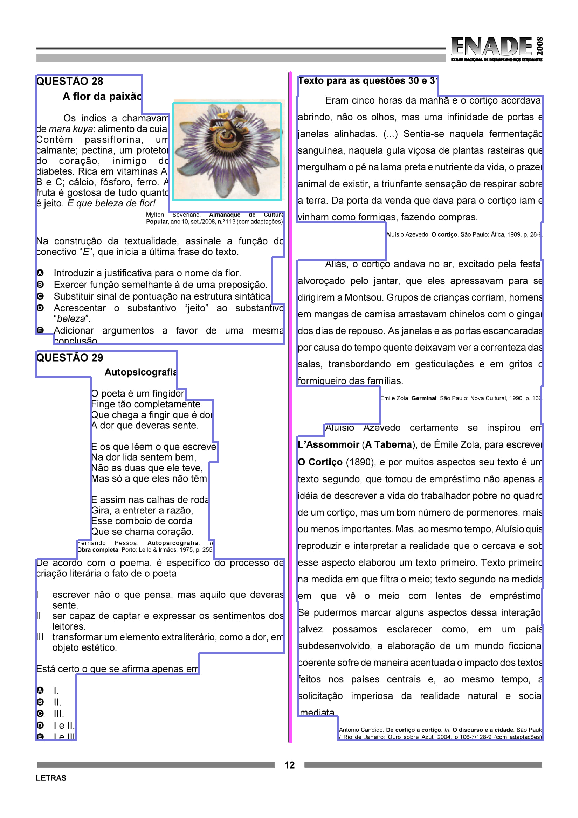 ENADE 2008
EXAME NACIONAL DE DESEMPENHO DOS ESTUDANTES
QUESTÃO 28
A flor da paixão
Os índios a chamavam
de mara kuya: alimento da cuia.
Contém passiflorina, um
calmante; pectina, um protetor
do coração, inimigo do
diabetes. Rica em vitaminas A,
B e C; cálcio, fósforo, ferro. A
fruta é gostosa de tudo quanto
é jeito. E que beleza de flor!
Mylton Severiano. Almanaque de Cultura
Popular, ano 10, set./2008, n.º 113 (com adaptações).
Na construção da textualidade, assinale a função do
conectivo "E", que inicia a última frase do texto.
A Introduzir a justificativa para o nome da flor.
B Exercer função semelhante à de uma preposição.
C Substituir sinal de pontuação na estrutura sintática.
D Acrescentar o substantivo "jeito" ao substantivo
"beleza".
E Adicionar argumentos a favor de uma mesma
conclusão.
QUESTÃO 29
Autopsicografia
O poeta é um fingidor.
Finge tão completamente
Que chega a fingir que é dor
A dor que deveras sente.
E os que lêem o que escreve,
Na dor lida sentem bem,
Não as duas que ele teve,
Mas só a que eles não têm.
E assim nas calhas de roda
Gira, a entreter a razão,
Esse comboio de corda
Que se chama coração.
Fernando Pessoa. Autopsicografia. In:
Obra completa. Porto: Lello & Irmãos, 1975, p. 255.
De acordo com o poema, é específico do processo de
criação literária o fato de o poeta
I escrever não o que pensa, mas aquilo que deveras
sente.
II ser capaz de captar e expressar os sentimentos dos
leitores.
III transformar um elemento extraliterário, como a dor, em
objeto estético.
Está certo o que se afirma apenas em
A I.
B II.
C III.
D I e II.
E I e III.
Texto para as questões 30 e 31
Eram cinco horas da manhã e o cortiço acordava,
abrindo, não os olhos, mas uma infinidade de portas e
janelas alinhadas. (...) Sentia-se naquela fermentação
sangüínea, naquela gula viçosa de plantas rasteiras que
mergulham o pé na lama preta e nutriente da vida, o prazer
animal de existir, a triunfante sensação de respirar sobre
a terra. Da porta da venda que dava para o cortiço iam e
vinham como formigas, fazendo compras.
Aluísio Azevedo. O cortiço. São Paulo: Ática, 1989, p. 28-9.
Aliás, o cortiço andava no ar, excitado pela festa,
alvoroçado pelo jantar, que eles apressavam para se
dirigirem a Montsou. Grupos de crianças corriam, homens
em mangas de camisa arrastavam chinelos com o gingar
dos dias de repouso. As janelas e as portas escancaradas
por causa do tempo quente deixavam ver a correnteza das
salas, transbordando em gesticulações e em gritos o
formigueiro das famílias.
Émile Zola. Germinal. São Paulo: Nova Cultural, 1996, p. 132.
Aluísio Azevedo certamente se inspirou em
L'Assommoir (A Taberna), de Émile Zola, para escrever
O Cortiço (1890), e por muitos aspectos seu texto é um
texto segundo, que tomou de empréstimo não apenas a
idéia de descrever a vida do trabalhador pobre no quadro
de um cortiço, mas um bom número de pormenores, mais
ou menos importantes. Mas, ao mesmo tempo, Aluísio quis
reproduzir e interpretar a realidade que o cercava e sob
esse aspecto elaborou um texto primeiro. Texto primeiro
na medida em que filtra o meio; texto segundo na medida
em que vê o meio com lentes de empréstimo.
Se pudermos marcar alguns aspectos dessa interação,
talvez possamos esclarecer como, em um país
subdesenvolvido, a elaboração de um mundo ficcional
coerente sofre de maneira acentuada o impacto dos textos
feitos nos países centrais e, ao mesmo tempo, a
solicitação imperiosa da realidade natural e social
imediata.
Antonio Candido. De cortiço a cortiço. In: O discurso e a cidade. São Paulo
/ Rio de Janeiro: Ouro sobre Azul, 2004, p. 106-7/128-9 (com adaptações).
12
LETRAS